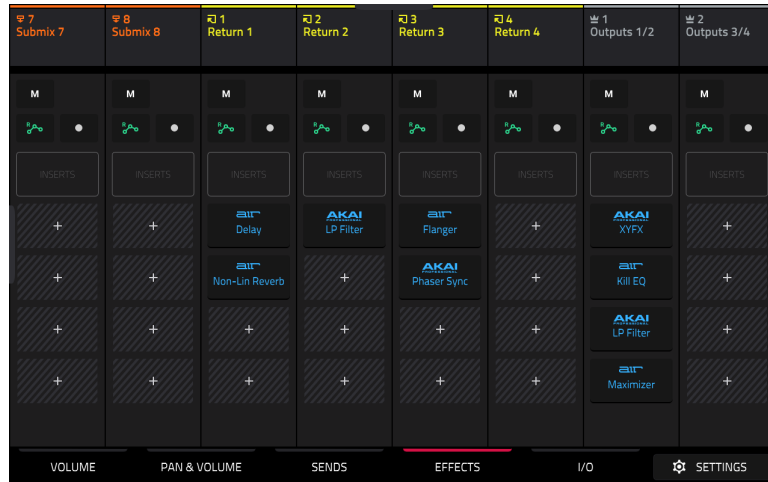 7
Submix 7
8
Submix 8
1
Return 1
2
Return 2
3
Return 3
4
Return 4
1
Outputs 1/2
2
Outputs 3/4
M M M M M M M M
R R R R R R R R
INSERTS INSERTS INSERTS INSERTS INSERTS INSERTS INSERTS INSERTS
+ + air AKAI air + AKAI +
PROFESSIONAL PROFESSIONAL
Delay LP Filter Flanger XYFX
+ + air + AKAI + air +
PROFESSIONAL
Non-Lin Reverb Phaser Sync Kill EQ
+ + + + + + AKAI +
PROFESSIONAL
LP Filter
+ + + + + + air +
Maximizer
VOLUME PAN & VOLUME SENDS EFFECTS I/O SETTINGS